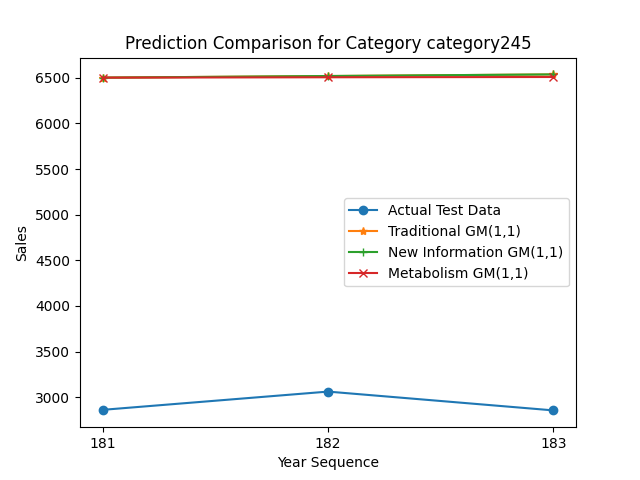 Prediction Comparison for Category category245
Sales
6500
6000
5500
5000
4500
4000
3500
3000
Actual Test Data
Traditional GM(1,1)
New Information GM(1,1)
Metabolism GM(1,1)
181
182
183
Year Sequence